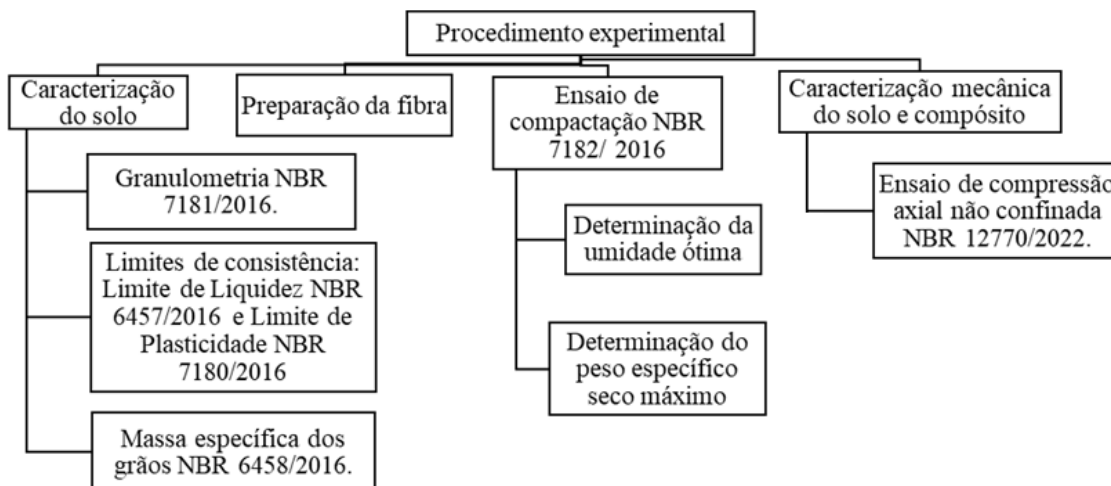 Procedimento experimental
Caracterização
do solo
Preparação da fibra
Ensaio de
compactação NBR
7182/ 2016
Caracterização mecânica
do solo e compósito
Granulometria NBR
7181/2016.
Limites de consistência:
Limite de Liquidez NBR
6457/2016 e Limite de
Plasticidade NBR
7180/2016
Massa específica dos
grãos NBR 6458/2016.
Determinação da
umidade ótima
Determinação do
peso específico
seco máximo
Ensaio de compressão
axial não confinada
NBR 12770/2022.